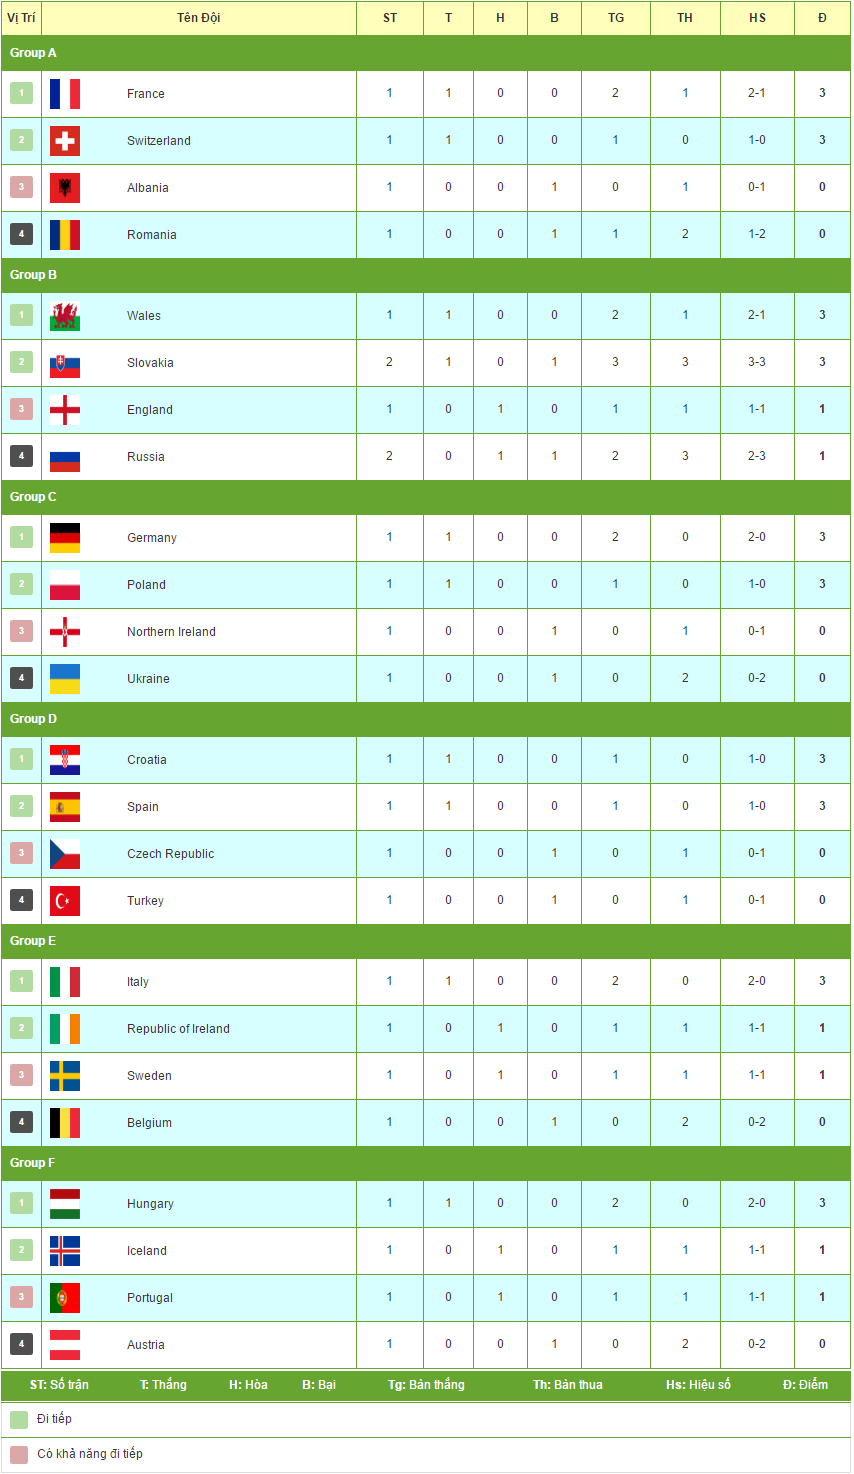 Vị Trí Tên Đội ST T H B TG TH HS Đ
Group A
1 France 1 1 0 0 2 1 2-1 3
2 Switzerland 1 1 0 0 1 0 1-0 3
3 Albania 1 0 0 1 0 1 0-1 0
4 Romania 1 0 0 1 1 2 1-2 0
Group B
1 Wales 1 1 0 0 2 1 2-1 3
2 Slovakia 2 1 0 1 3 3 3-3 3
3 England 1 0 1 0 1 1 1-1 1
4 Russia 2 0 1 1 2 3 2-3 1
Group C
1 Germany 1 1 0 0 2 0 2-0 3
2 Poland 1 1 0 0 1 0 1-0 3
3 Northern Ireland 1 0 0 1 0 1 0-1 0
4 Ukraine 1 0 0 1 0 2 0-2 0
Group D
1 Croatia 1 1 0 0 1 0 1-0 3
2 Spain 1 1 0 0 1 0 1-0 3
3 Czech Republic 1 0 0 1 0 1 0-1 0
4 Turkey 1 0 0 1 0 1 0-1 0
Group E
1 Italy 1 1 0 0 2 0 2-0 3
2 Republic of Ireland 1 0 1 0 1 1 1-1 1
3 Sweden 1 0 1 0 1 1 1-1 1
4 Belgium 1 0 0 1 0 2 0-2 0
Group F
1 Hungary 1 1 0 0 2 0 2-0 3
2 Iceland 1 0 1 0 1 1 1-1 1
3 Portugal 1 0 1 0 1 1 1-1 1
4 Austria 1 0 0 1 0 2 0-2 0
ST: Số trận T: Thắng H: Hòa B: Bại Tg: Bàn thắng Th: Bàn thua Hs: Hiệu số Đ: Điểm
Đi tiếp
Có khả năng đi tiếp